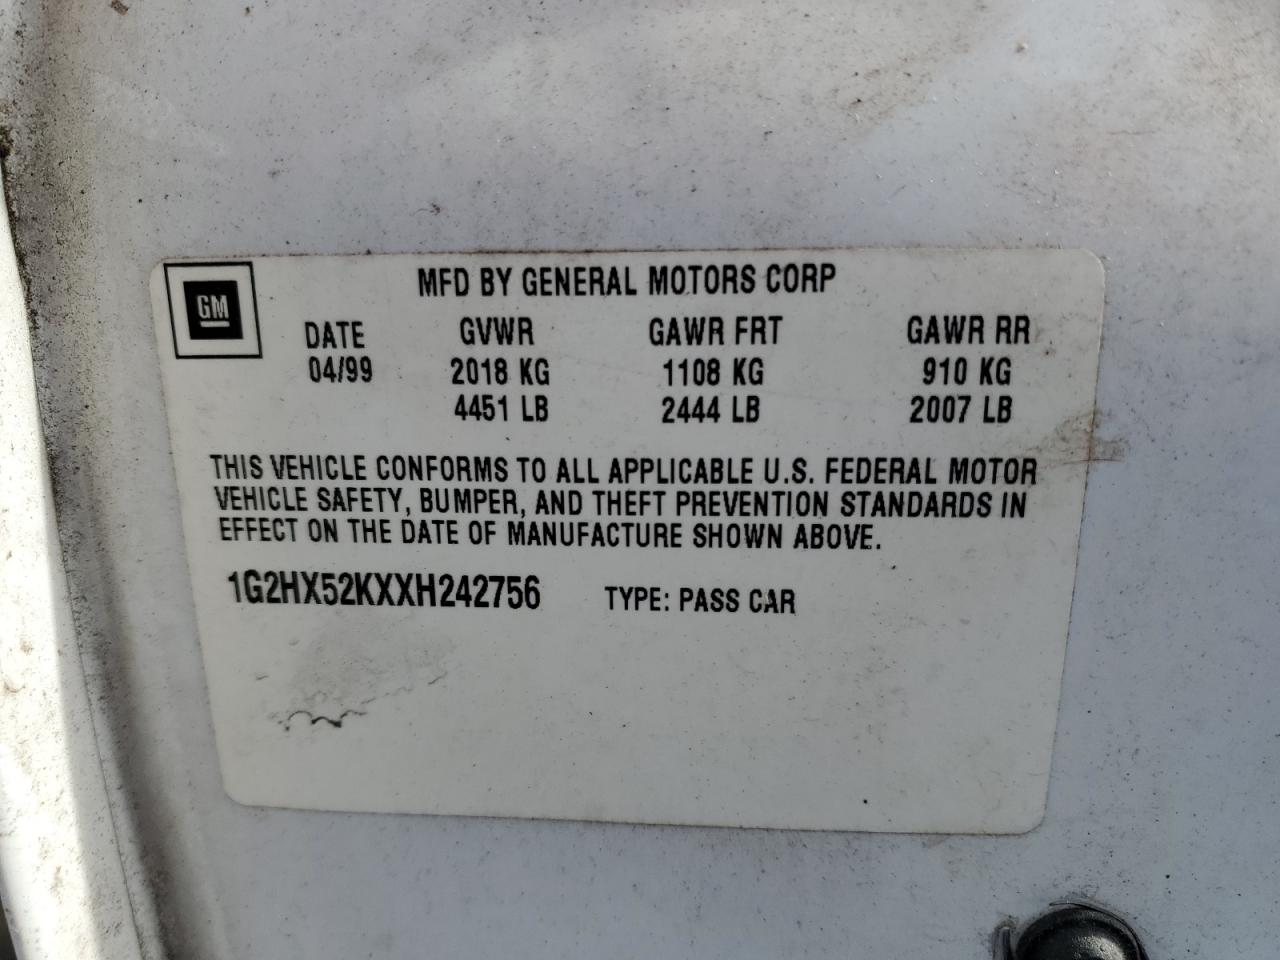 MFD BY GENERAL MOTORS CORP
GM
DATE GVWR GAWR FRT GAWR RR
04/99 2018 KG 1108 KG 910 KG
4451 LB 2444 LB 2007 LB
THIS VEHICLE CONFORMS TO ALL APPLICABLE U.S. FEDERAL MOTOR
VEHICLE SAFETY, BUMPER, AND THEFT PREVENTION STANDARDS IN
EFFECT ON THE DATE OF MANUFACTURE SHOWN ABOVE.
1G2HX52KXXH242756 TYPE: PASS CAR